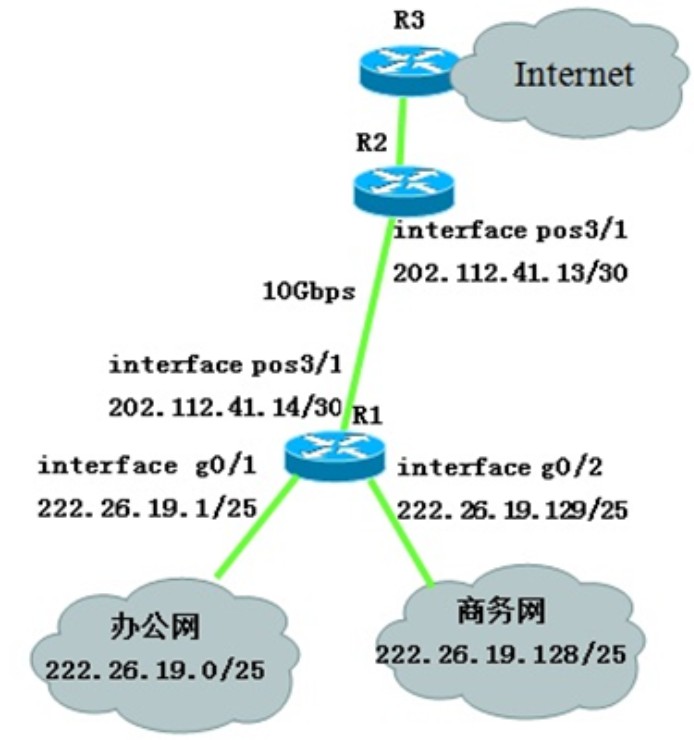 R3
Internet
R2
interface pos3/1
202.112.41.13/30
10Gbps
interface pos3/1
202.112.41.14/30
R1
interface g0/1
222.26.19.1/25
interface g0/2
222.26.19.129/25
办公网
222.26.19.0/25
商务网
222.26.19.128/25